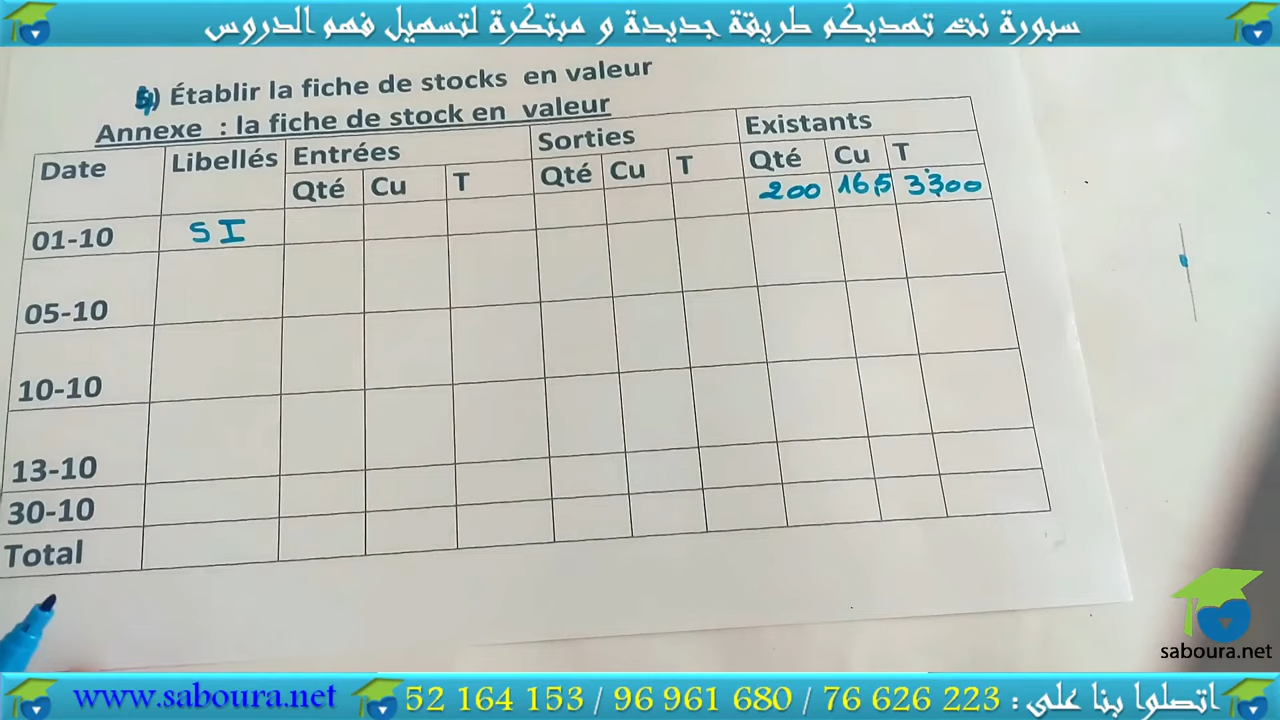 سبورة نت تهديكم طريقة جديدة و مبتكرة لتسهيل فهم الدروس
5) Établir la fiche de stocks en valeur
Annexe : la fiche de stock en valeur
Date Libellés Entrées Sorties Existants
Qté Cu T Qté Cu T Qté Cu T
01-10 SI 200 16,5 3300
05-10
10-10
13-10
30-10
Total
saboura.net
www.saboura.net 52 164 153 / 96 961 680 / 76 626 223 : اتصلوا بنا على